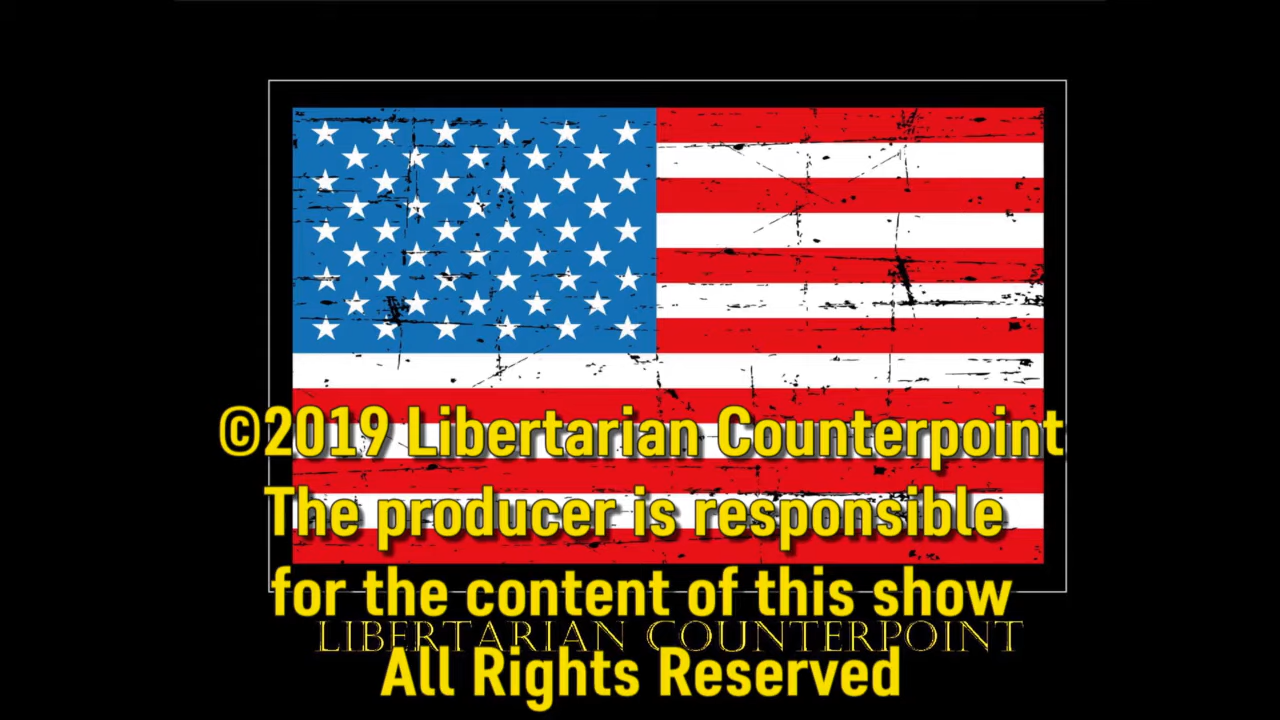 ©2019 Libertarian Counterpoint
The producer is responsible
for the content of this show
LIBERTARIAN COUNTERPOINT
All Rights Reserved